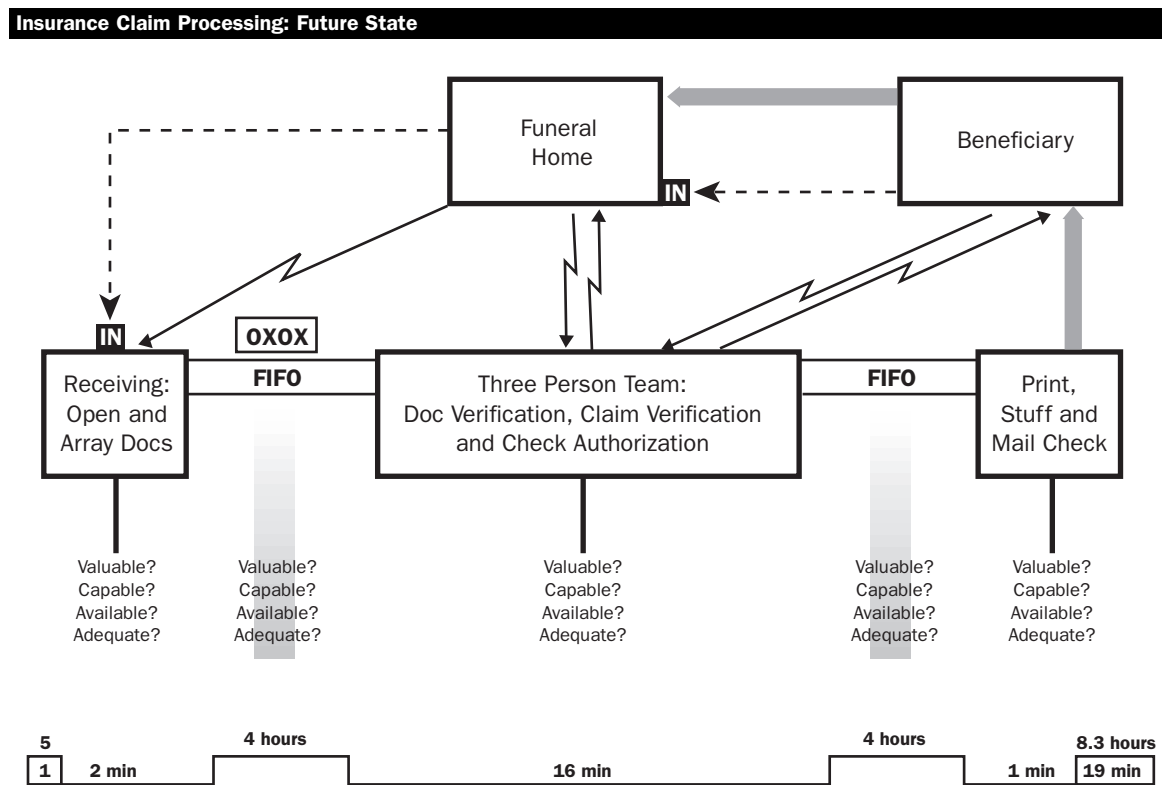 Insurance Claim Processing: Future State
Funeral
Home
Beneficiary
IN
IN
OXOX
Receiving:
Open and
Array Docs
FIFO
Three Person Team:
Doc Verification, Claim Verification
and Check Authorization
FIFO
Print,
Stuff and
Mail Check
Valuable?
Capable?
Available?
Adequate?
Valuable?
Capable?
Available?
Adequate?
Valuable?
Capable?
Available?
Adequate?
Valuable?
Capable?
Available?
Adequate?
Valuable?
Capable?
Available?
Adequate?
5
1
2 min
4 hours
16 min
4 hours
1 min
8.3 hours
19 min